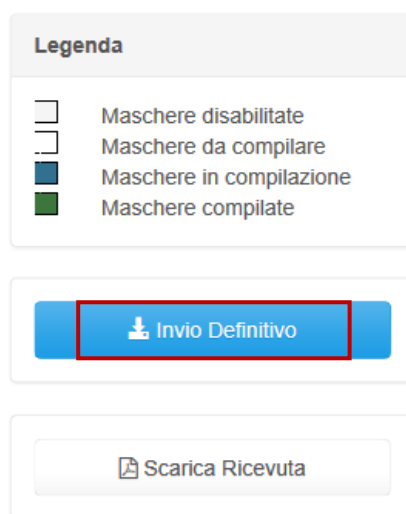 Legenda
Maschere disabilitate
Maschere da compilare
Maschere in compilazione
Maschere compilate
Invio Definitivo
Scarica Ricevuta